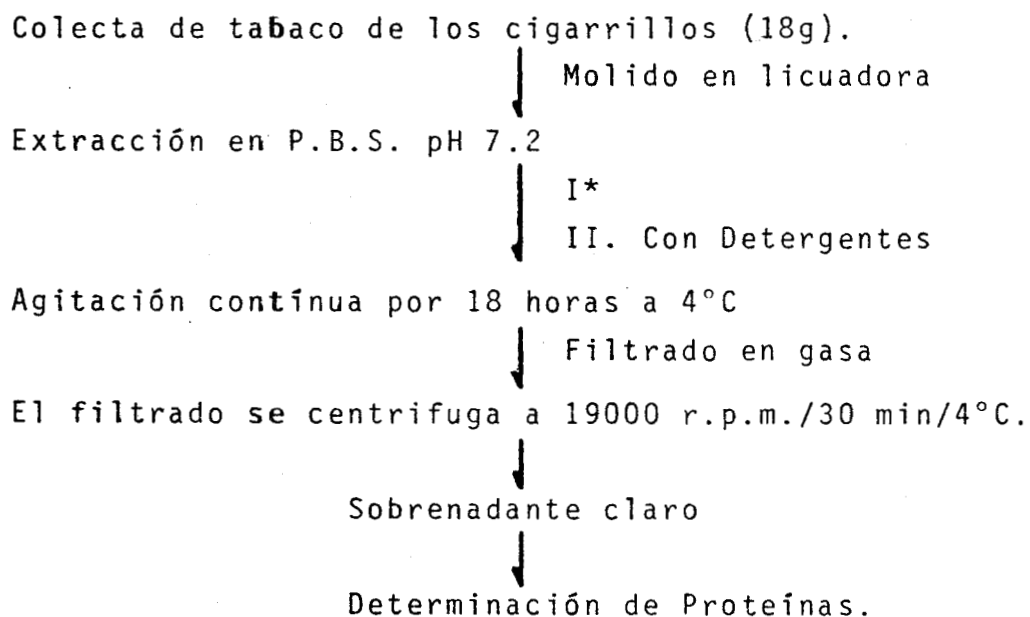 Colecta de tabaco de los cigarrillos (18g).
Molido en licuadora
Extracción en P.B.S. pH 7.2
I*
II. Con Detergentes
Agitación contínua por 18 horas a 4°C
Filtrado en gasa
El filtrado se centrifuga a 19000 r.p.m./30 min/4°C.
Sobrenadante claro
Determinación de Proteínas.